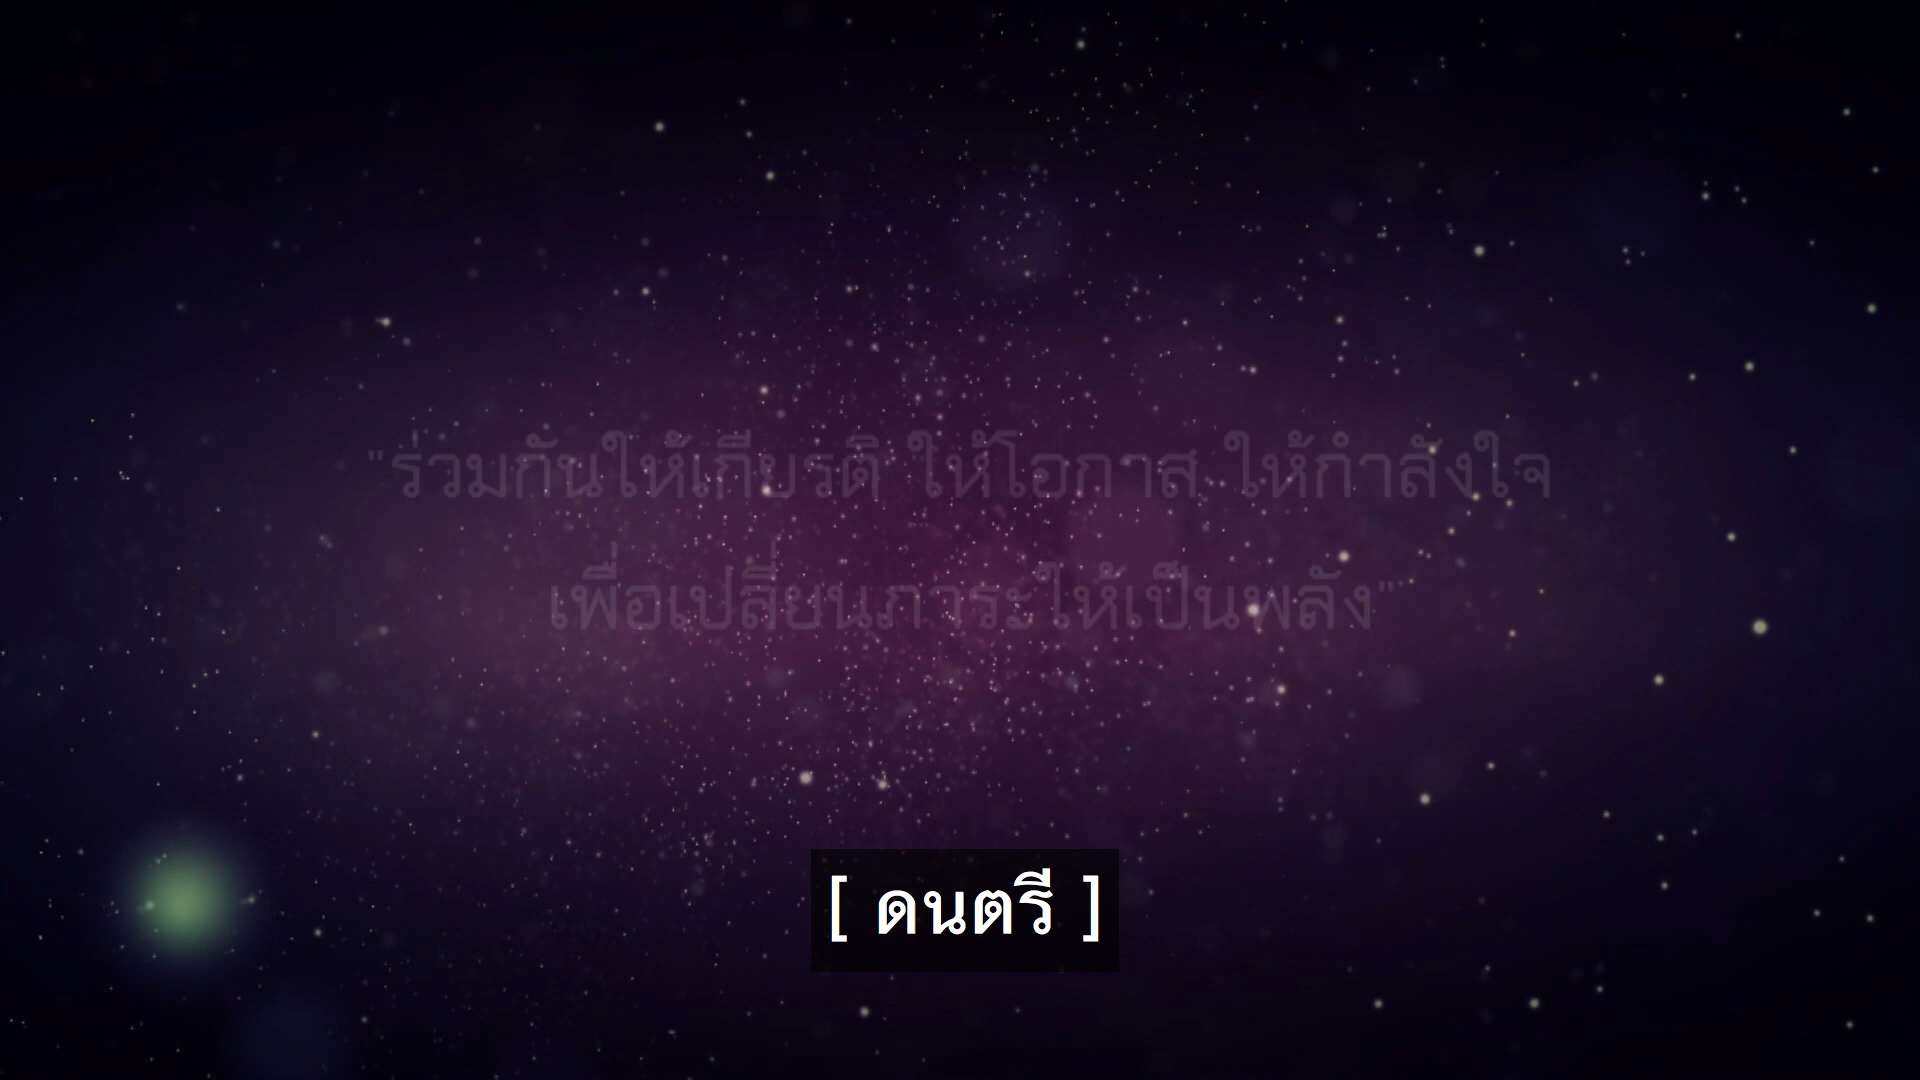 "ร่วมกันให้เกียรติ ให้โอกาส ให้กำลังใจ
เพื่อเปลี่ยนภาระให้เป็นพลัง"
[ ดนตรี ]